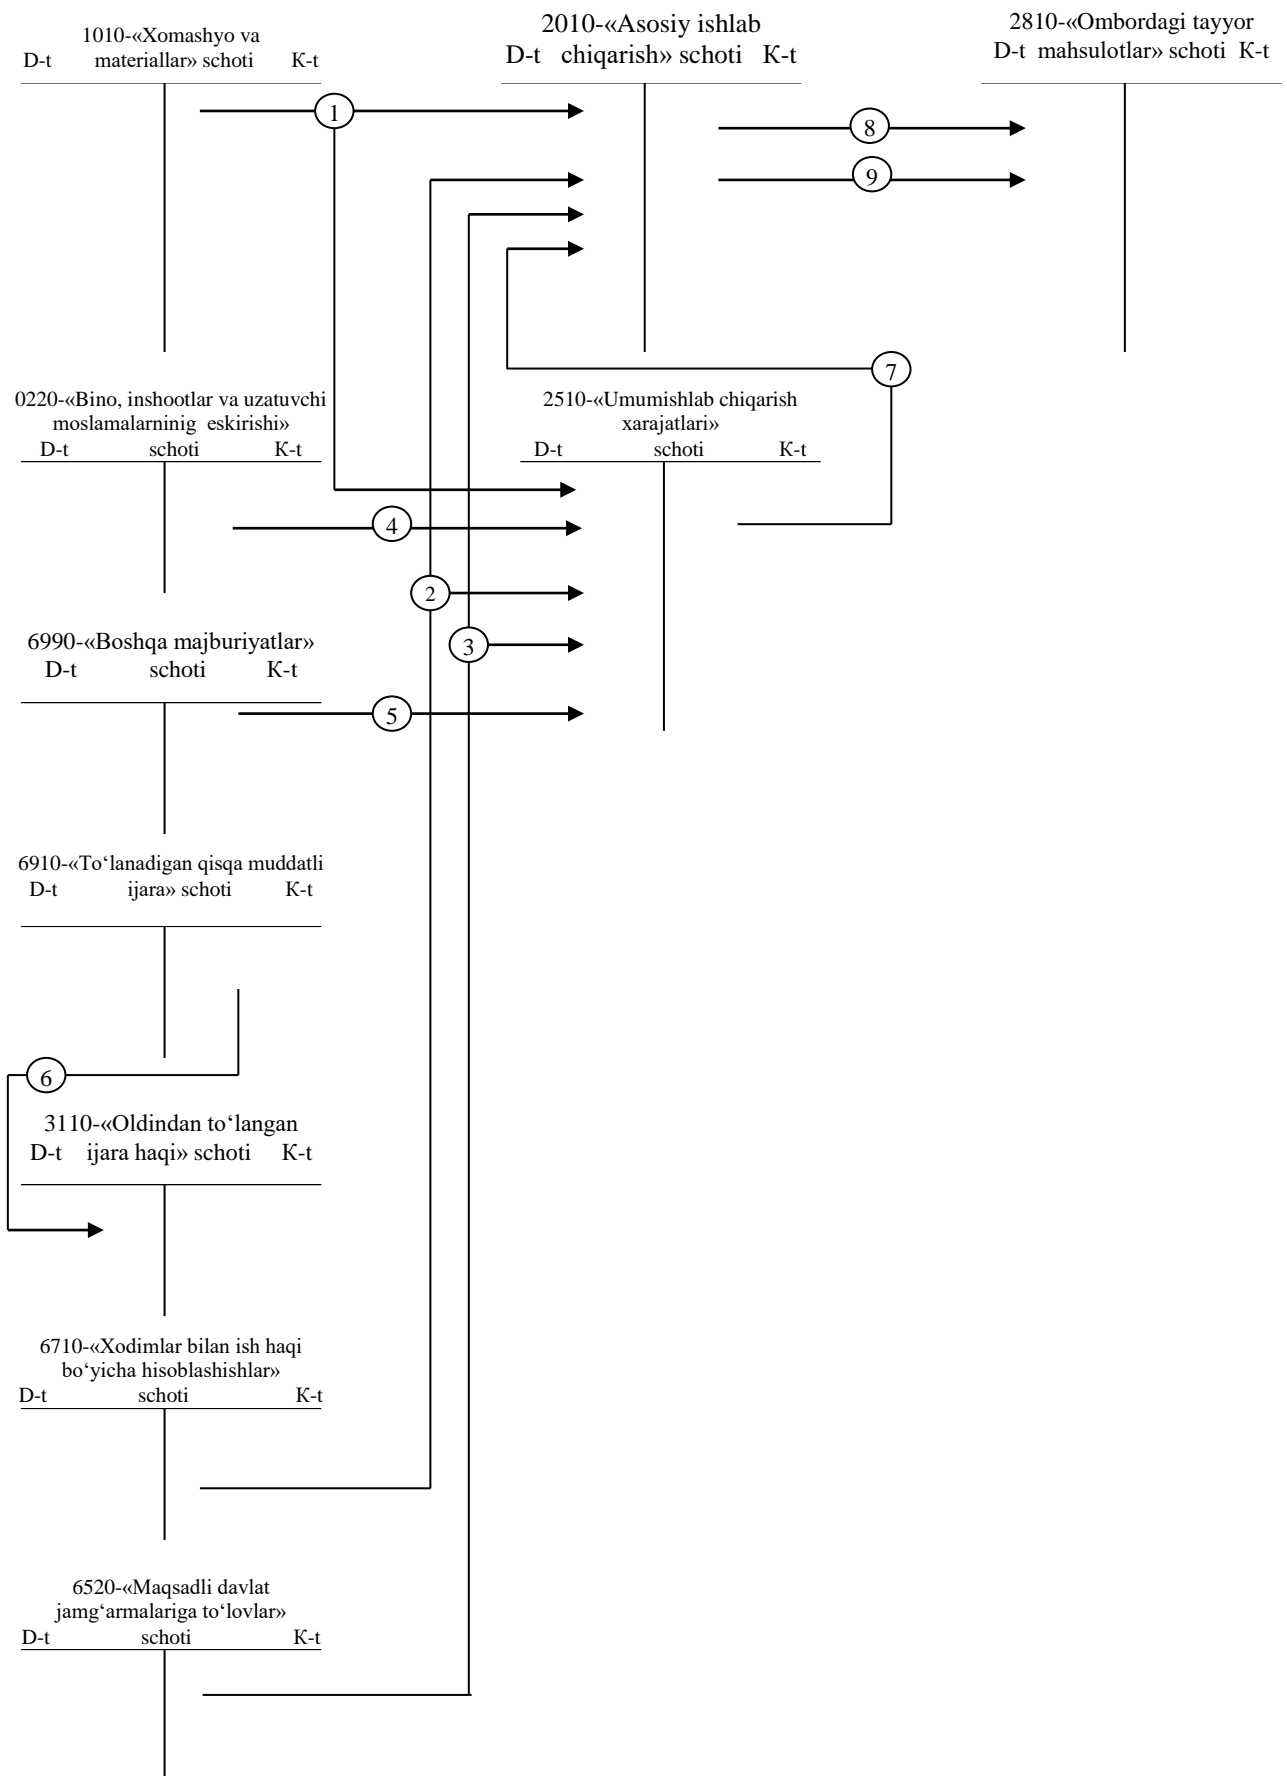 1010-«Xomashyo va
D-t materiallar» schoti K-t
2010-«Asosiy ishlab
D-t chiqarish» schoti K-t
2810-«Ombordagi tayyor
D-t mahsulotlar» schoti K-t
1
8
9
7
0220-«Bino, inshootlar va uzatuvchi
moslamalarninig eskirishi»
D-t schoti K-t
2510-«Umumishlab chiqarish
xarajatlari»
D-t schoti K-t
4
2
3
6990-«Boshqa majburiyatlar»
D-t schoti K-t
5
6910-«To‘lanadigan qisqa muddatli
D-t ijara» schoti K-t
6
3110-«Oldindan to‘langan
D-t ijara haqi» schoti K-t
6710-«Xodimlar bilan ish haqi
bo‘yicha hisoblashishlar»
D-t schoti K-t
6520-«Maqsadli davlat
jamg‘armalariga to‘lovlar»
D-t schoti K-t